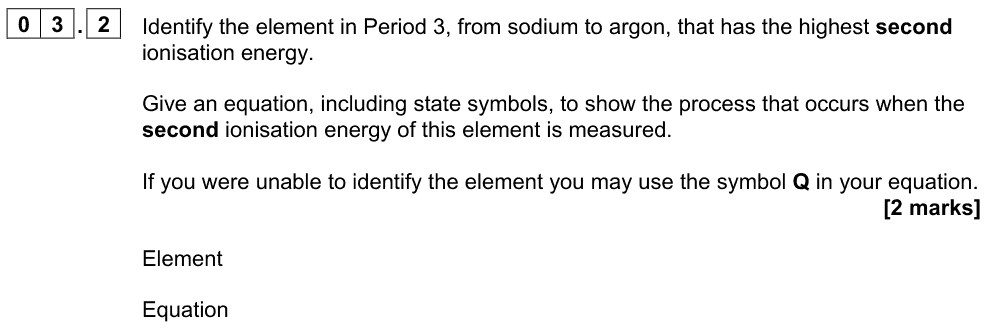 03.2 Identify the element in Period 3, from sodium to argon, that has the highest second
ionisation energy.
Give an equation, including state symbols, to show the process that occurs when the
second ionisation energy of this element is measured.
If you were unable to identify the element you may use the symbol Q in your equation.
[2 marks]
Element
Equation